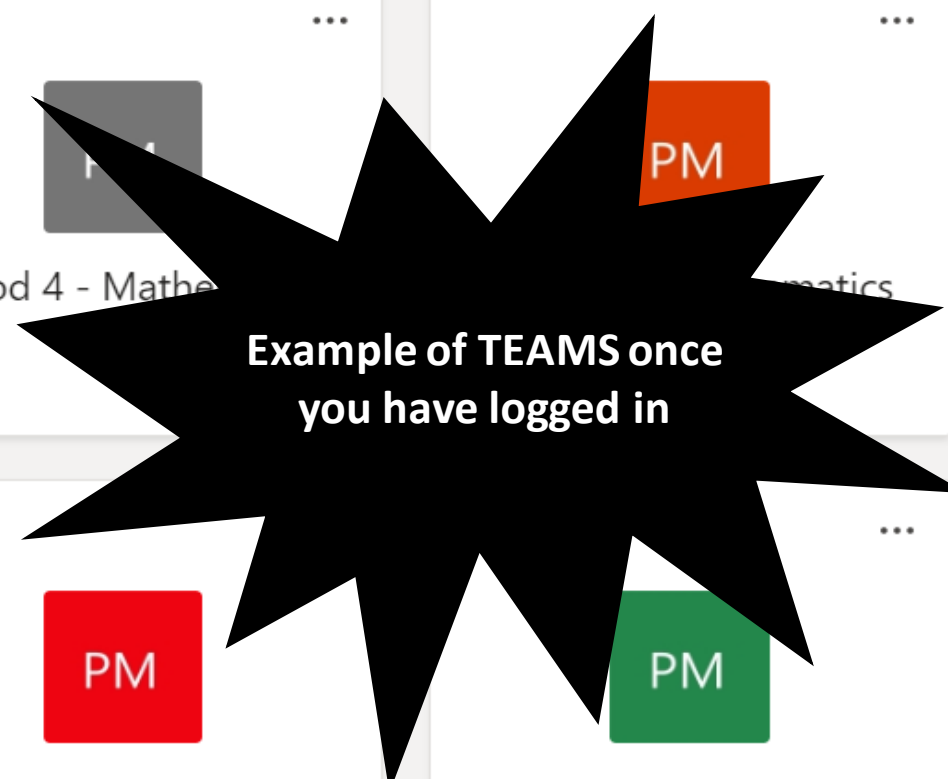 PM
od 4 - Mathe
matics
Example of TEAMS once
you have logged in
PM
PM